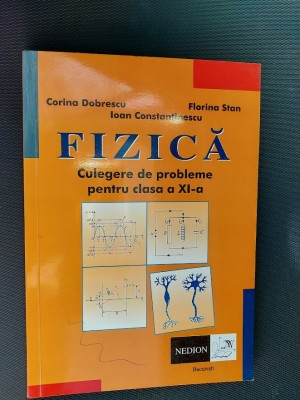 Corina Dobrescu
Florina Stan
Ioan Constantinescu
FIZICĂ
Culegere de probleme
pentru clasa a XI-a
NEDION
București